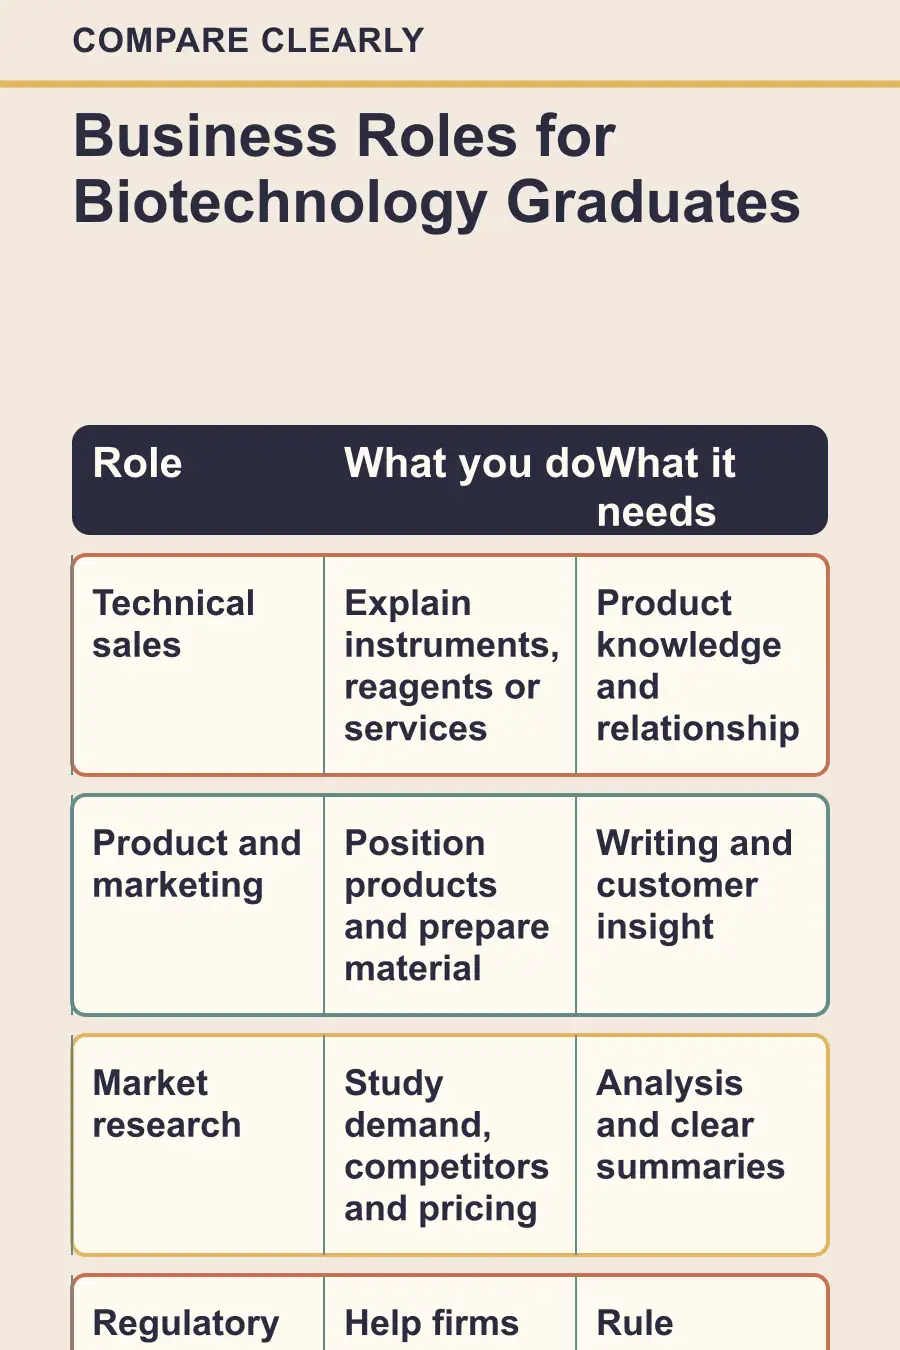 COMPARE CLEARLY
Business Roles for
Biotechnology Graduates
Role
What you do
What it
needs
Technical
sales
Explain
instruments,
reagents or
services
Product
knowledge
and
relationship
Product and
marketing
Position
products
and prepare
material
Writing and
customer
insight
Market
research
Study
demand,
competitors
and pricing
Analysis
and clear
summaries
Regulatory
Help firms
Rule